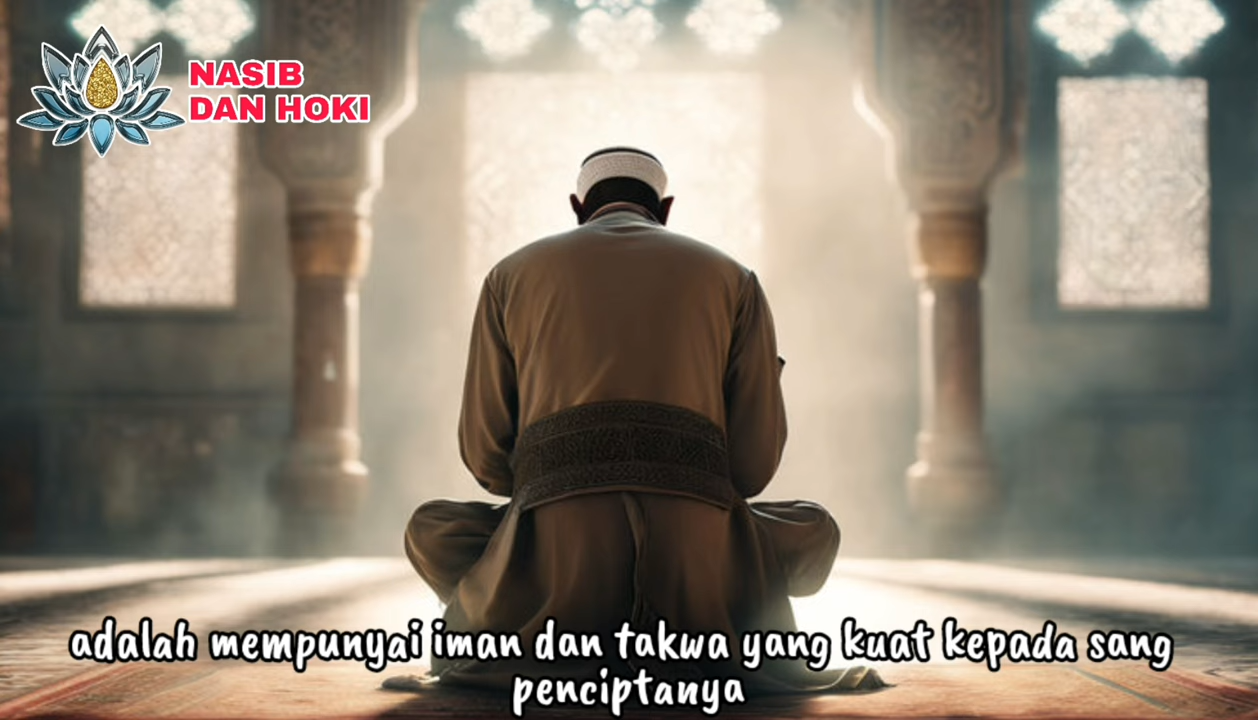 NASIB
DAN HOKI
adalah mempunyai iman dan takwa yang kuat kepada sang
penciptanya